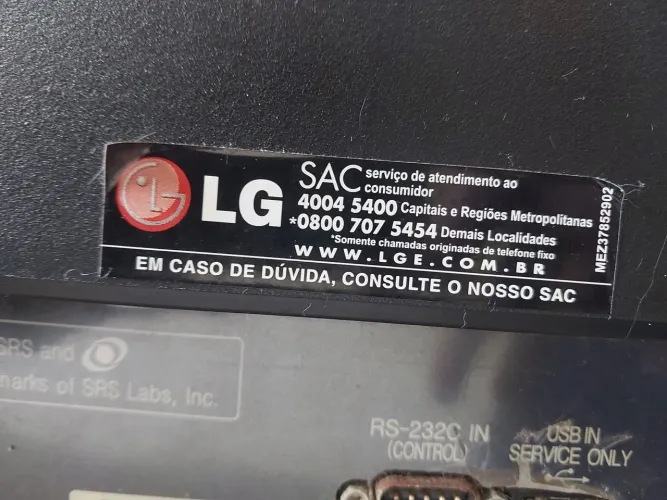 LG
SAC serviço de atendimento ao
consumidor
4004 5400 Capitais e Regiões Metropolitanas
*0800 707 5454 Demais Localidades
*Somente chamadas originadas de telefone fixo
WWW.LGE.COM.BR
EM CASO DE DÚVIDA, CONSULTE O NOSSO SAC
MEZ37852902
SRS and
marks of SRS Labs, Inc.
RS-232C IN
(CONTROL)
USB IN
SERVICE ONLY